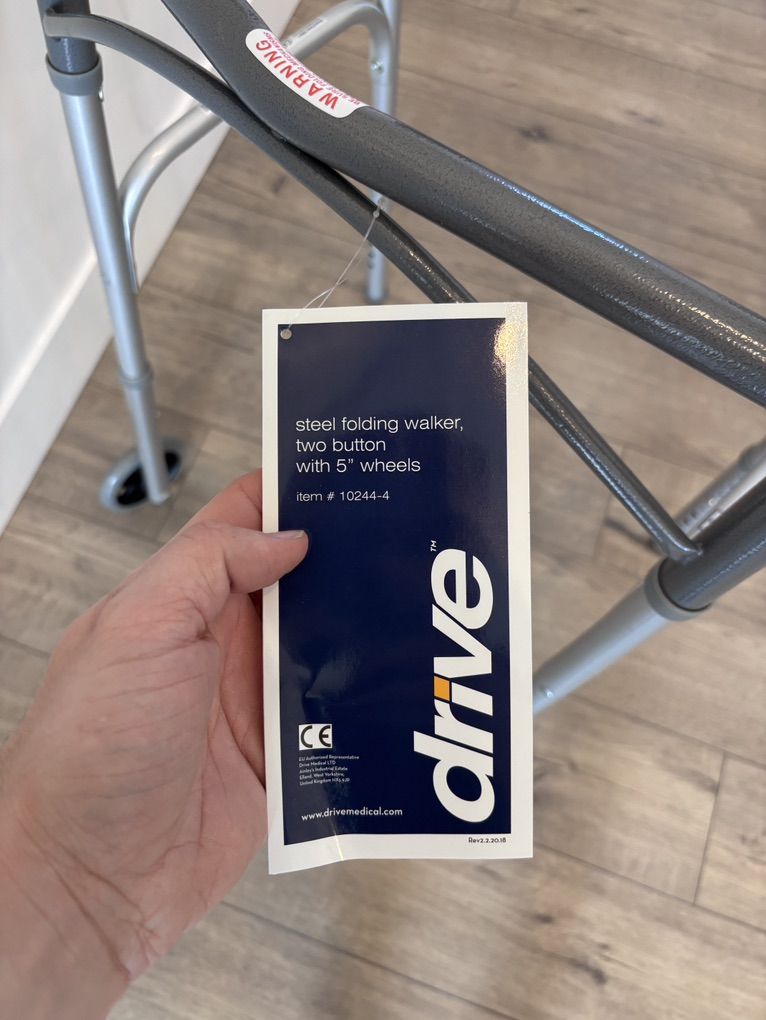 WARNING
steel folding walker,
two button
with 5" wheels
item # 10244-4
drive™
CE
EU Authorized Representative
Drive Medical LTD
Ainley's Industrial Estate
Elland, West Yorkshire,
United Kingdom HX5 9JP
www.drivemedical.com
Rev2.2.20.18